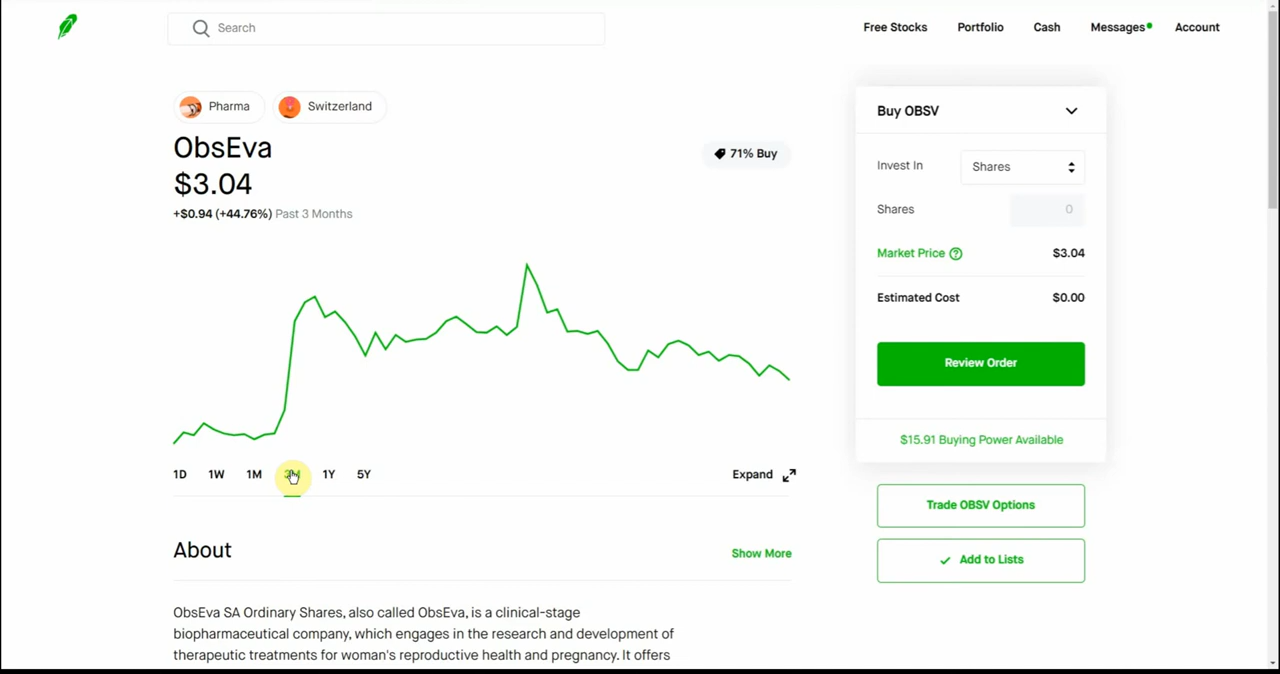 Search
Free Stocks
Portfolio
Cash
Messages
Account
Pharma
Switzerland
ObsEva
$3.04
+$0.94 (+44.76%) Past 3 Months
71% Buy
1D
1W
1M
1Y
5Y
Expand
About
Show More
ObsEva SA Ordinary Shares, also called ObsEva, is a clinical-stage
biopharmaceutical company, which engages in the research and development of
therapeutic treatments for woman's reproductive health and pregnancy. It offers
Buy OBSV
Invest In
Shares
Shares
0
Market Price ?
$3.04
Estimated Cost
$0.00
Review Order
$15.91 Buying Power Available
Trade OBSV Options
Add to Lists